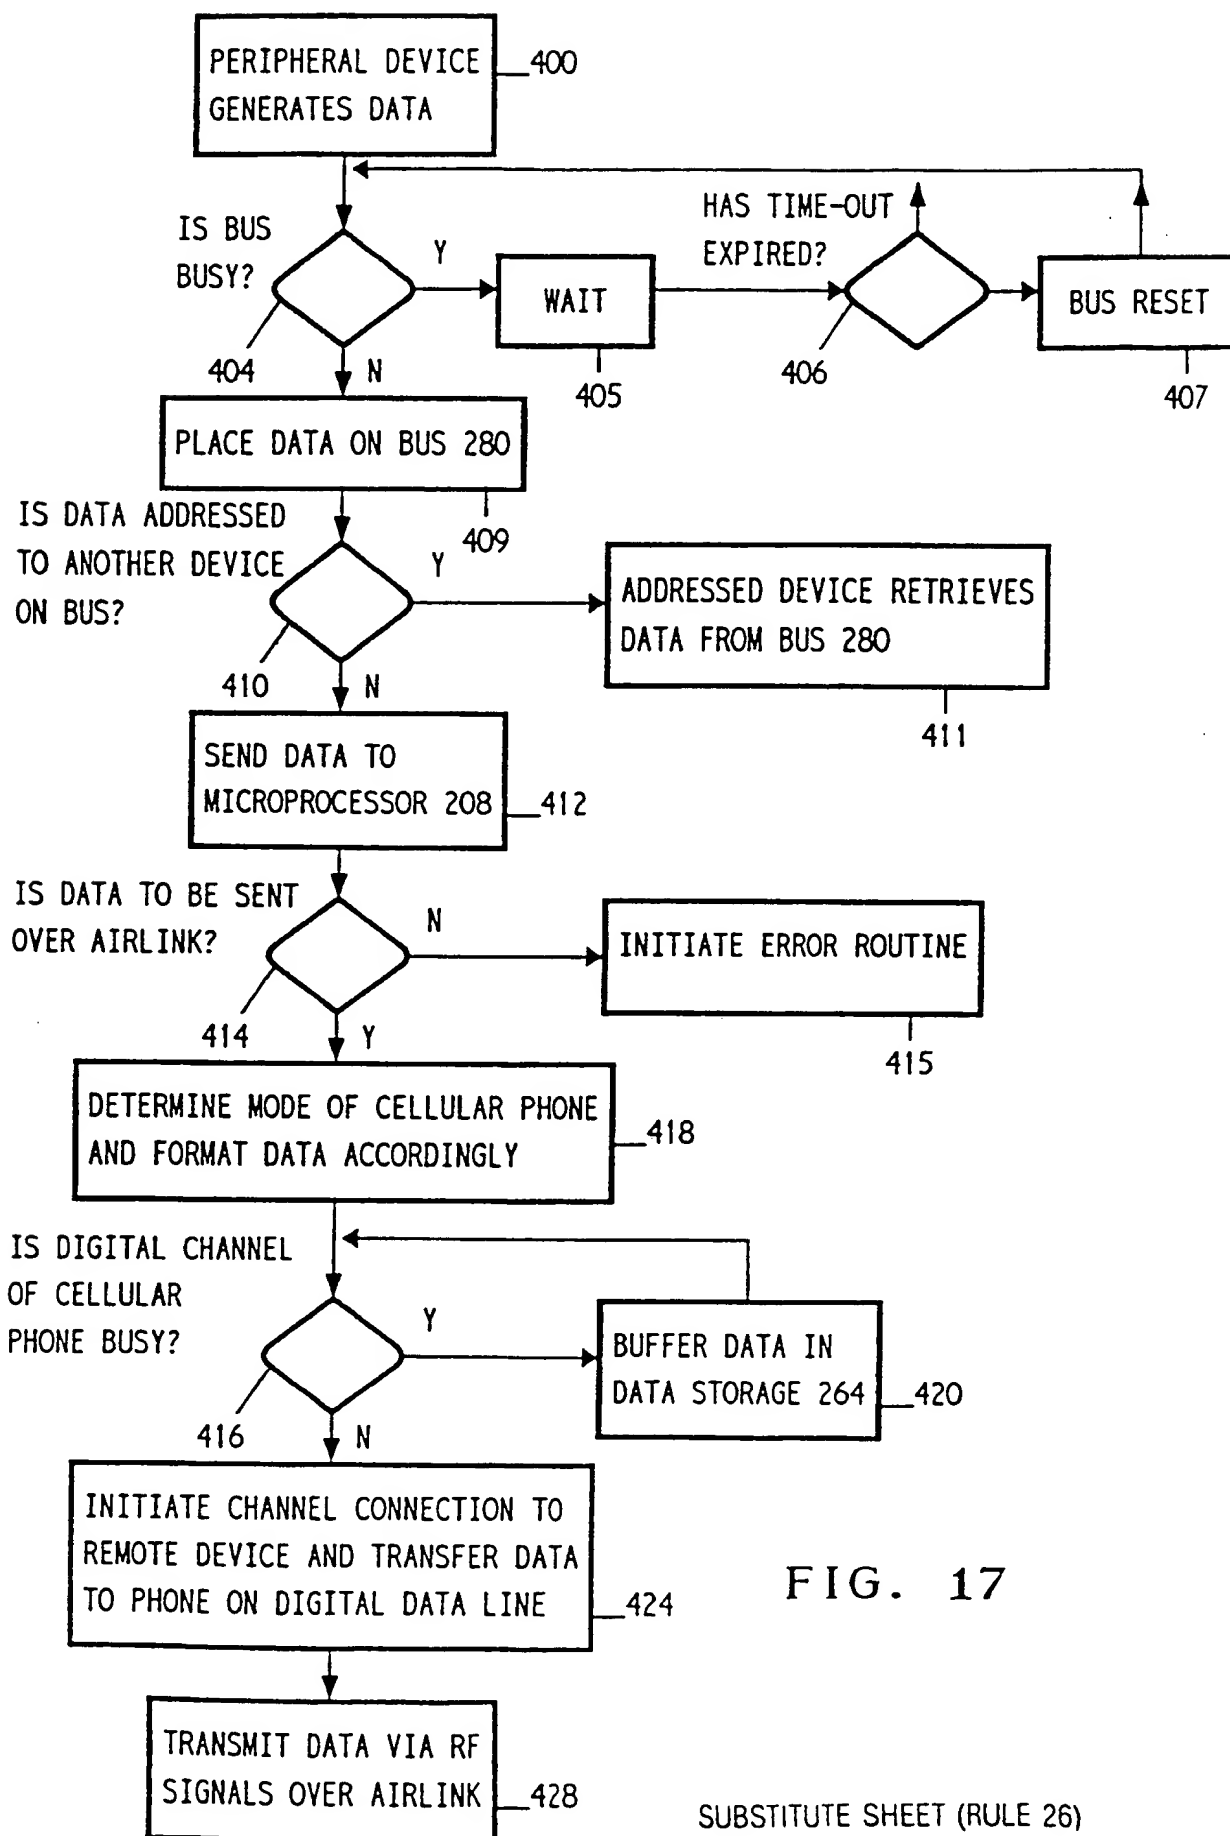 PERIPHERAL DEVICE
GENERATES DATA
400
IS BUS
BUSY?
Y
404
N
WAIT
405
HAS TIME-OUT
EXPIRED?
406
BUS RESET
407
PLACE DATA ON BUS 280
409
IS DATA ADDRESSED
TO ANOTHER DEVICE
ON BUS?
Y
410
N
ADDRESSED DEVICE RETRIEVES
DATA FROM BUS 280
411
SEND DATA TO
MICROPROCESSOR 208
412
IS DATA TO BE SENT
OVER AIRLINK?
N
414
Y
INITIATE ERROR ROUTINE
415
DETERMINE MODE OF CELLULAR PHONE
AND FORMAT DATA ACCORDINGLY
418
IS DIGITAL CHANNEL
OF CELLULAR
PHONE BUSY?
Y
416
N
BUFFER DATA IN
DATA STORAGE 264
420
INITIATE CHANNEL CONNECTION TO
REMOTE DEVICE AND TRANSFER DATA
TO PHONE ON DIGITAL DATA LINE
424
FIG. 17
TRANSMIT DATA VIA RF
SIGNALS OVER AIRLINK
428
SUBSTITUTE SHEET (RULE 26)